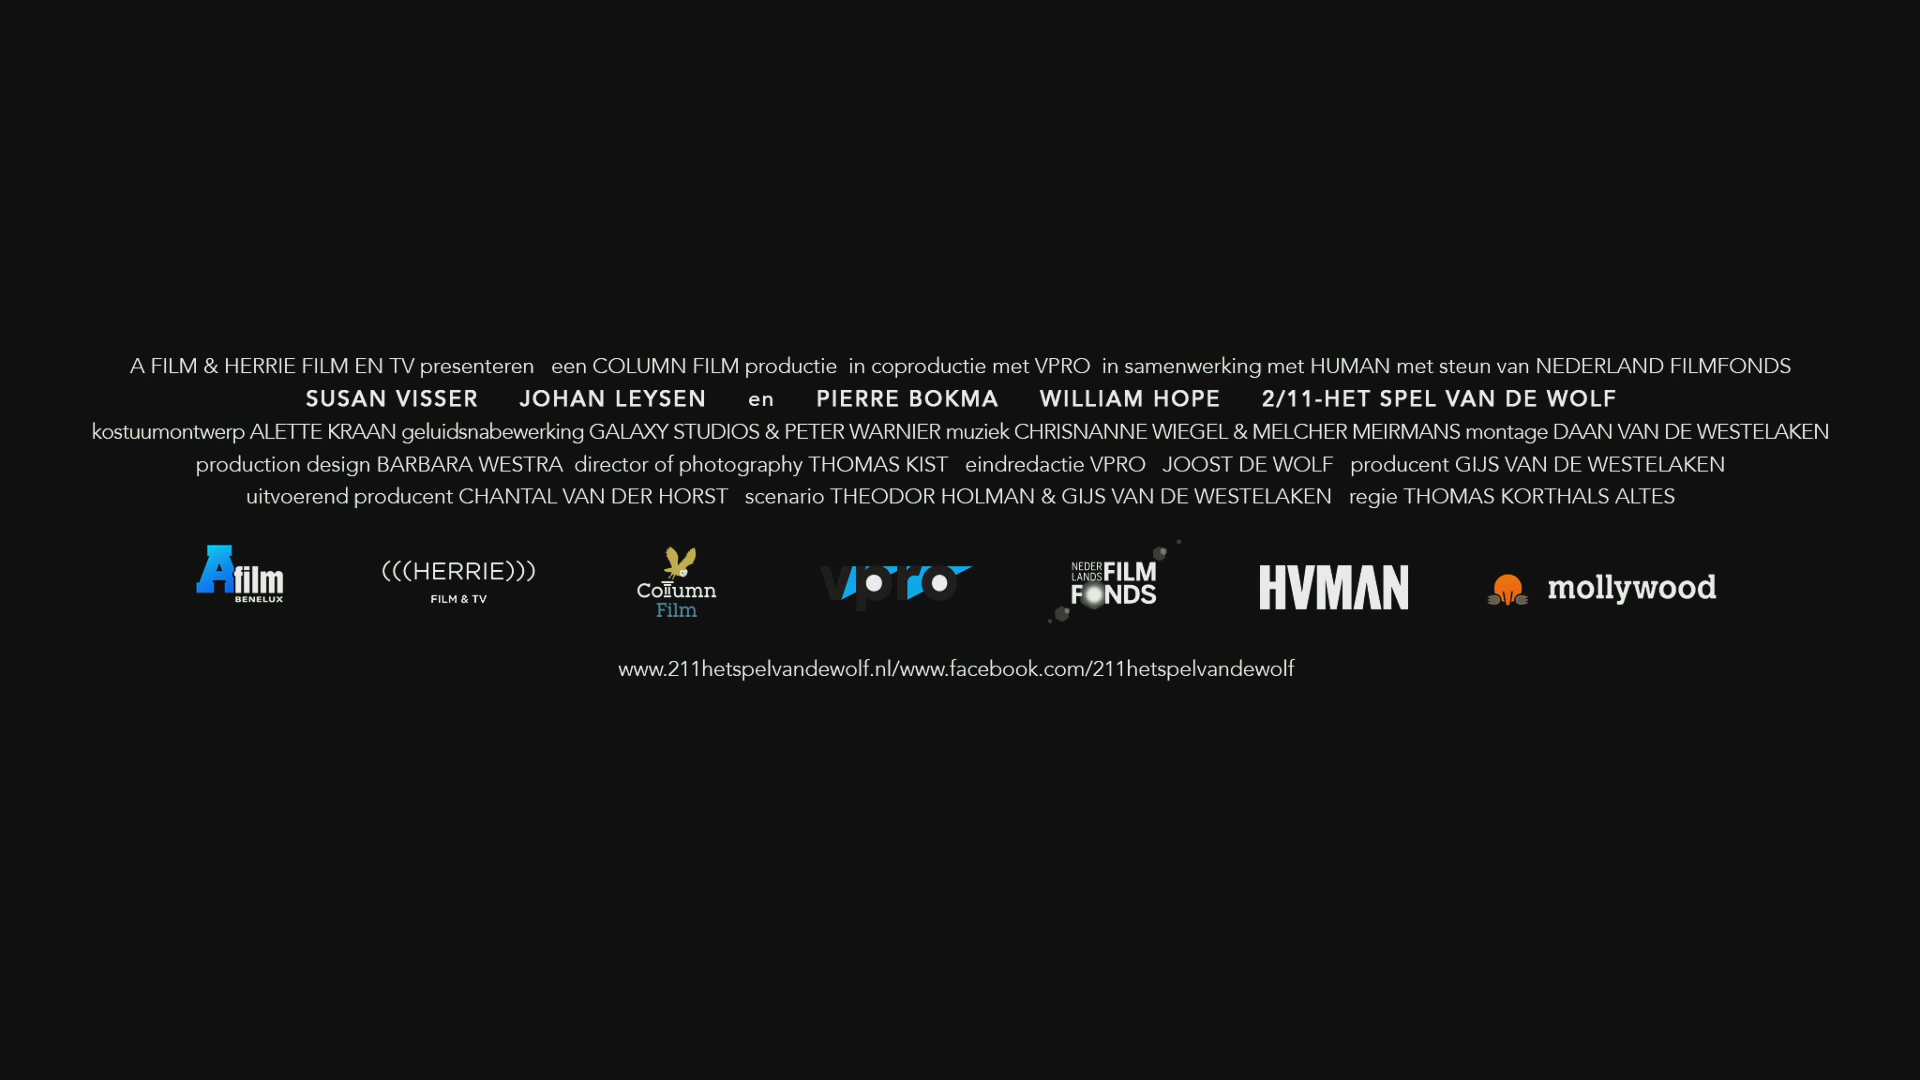 A FILM & HERRIE FILM EN TV presenteren een COLUMN FILM productie in coproductie met VPRO in samenwerking met HUMAN met steun van NEDERLAND FILMFONDS
SUSAN VISSER JOHAN LEYSEN en PIERRE BOKMA WILLIAM HOPE 2/11-HET SPEL VAN DE WOLF
kostuumontwerp ALETTE KRAAN geluidsnabewerking GALAXY STUDIOS & PETER WARNIER muziek CHRISNANNE WIEGEL & MELCHER MEIRMANS montage DAAN VAN DE WESTELAKEN
production design BARBARA WESTRA director of photography THOMAS KIST eindredactie VPRO JOOST DE WOLF producent GIJS VAN DE WESTELAKEN
uitvoerend producent CHANTAL VAN DER HORST scenario THEODOR HOLMAN & GIJS VAN DE WESTELAKEN regie THOMAS KORTHALS ALTES
A film
BENELUX
(((HERRIE)))
FILM & TV
Column
Film
vpro
NEDER
LANDS FILM
FONDS
HVMAN
mollywood
www.211hetspelvandewolf.nl/www.facebook.com/211hetspelvandewolf